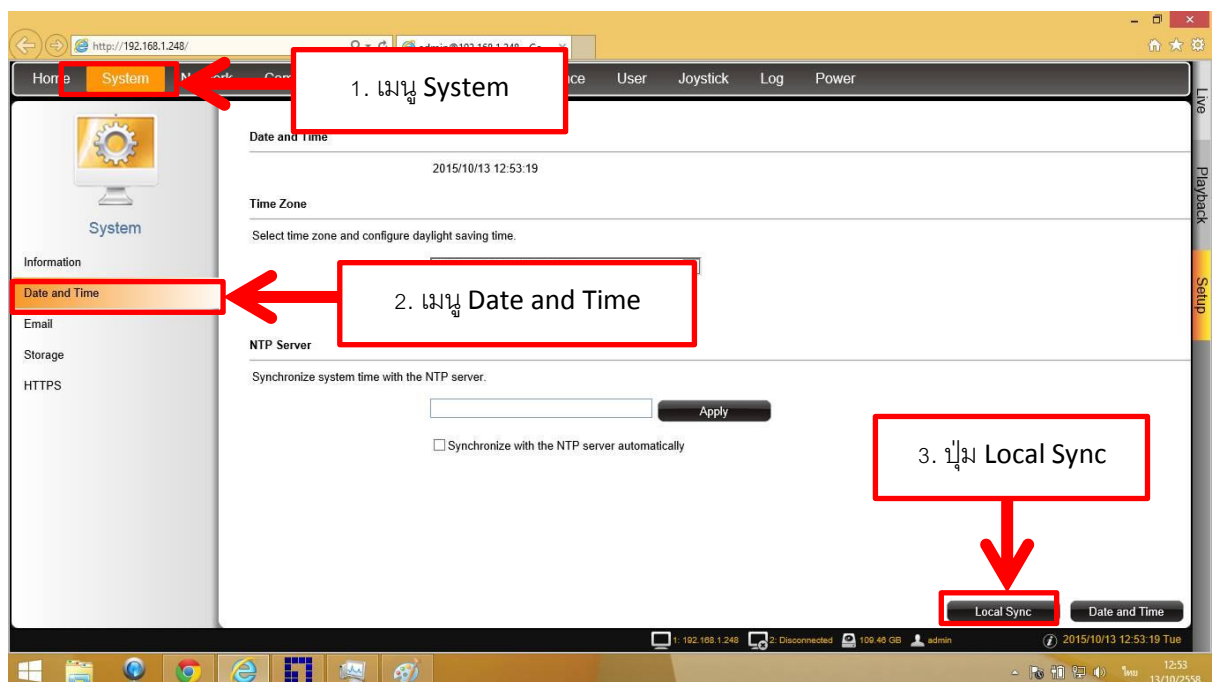 http://192.168.1.248/
Home System
User Joystick Log Power
1. เมนู System
Live
Playback
Setup
System
Information
Date and Time
Email
Storage
HTTPS
Date and Time
2015/10/13 12:53:19
Time Zone
Select time zone and configure daylight saving time.
2. เมนู Date and Time
NTP Server
Synchronize system time with the NTP server.
Apply
Synchronize with the NTP server automatically
3. ปุ่ม Local Sync
Local Sync Date and Time
1: 192.168.1.248 2: Disconnected 109.46 GB admin 2015/10/13 12:53:19 Tue
ไทย 12:53
13/10/2558